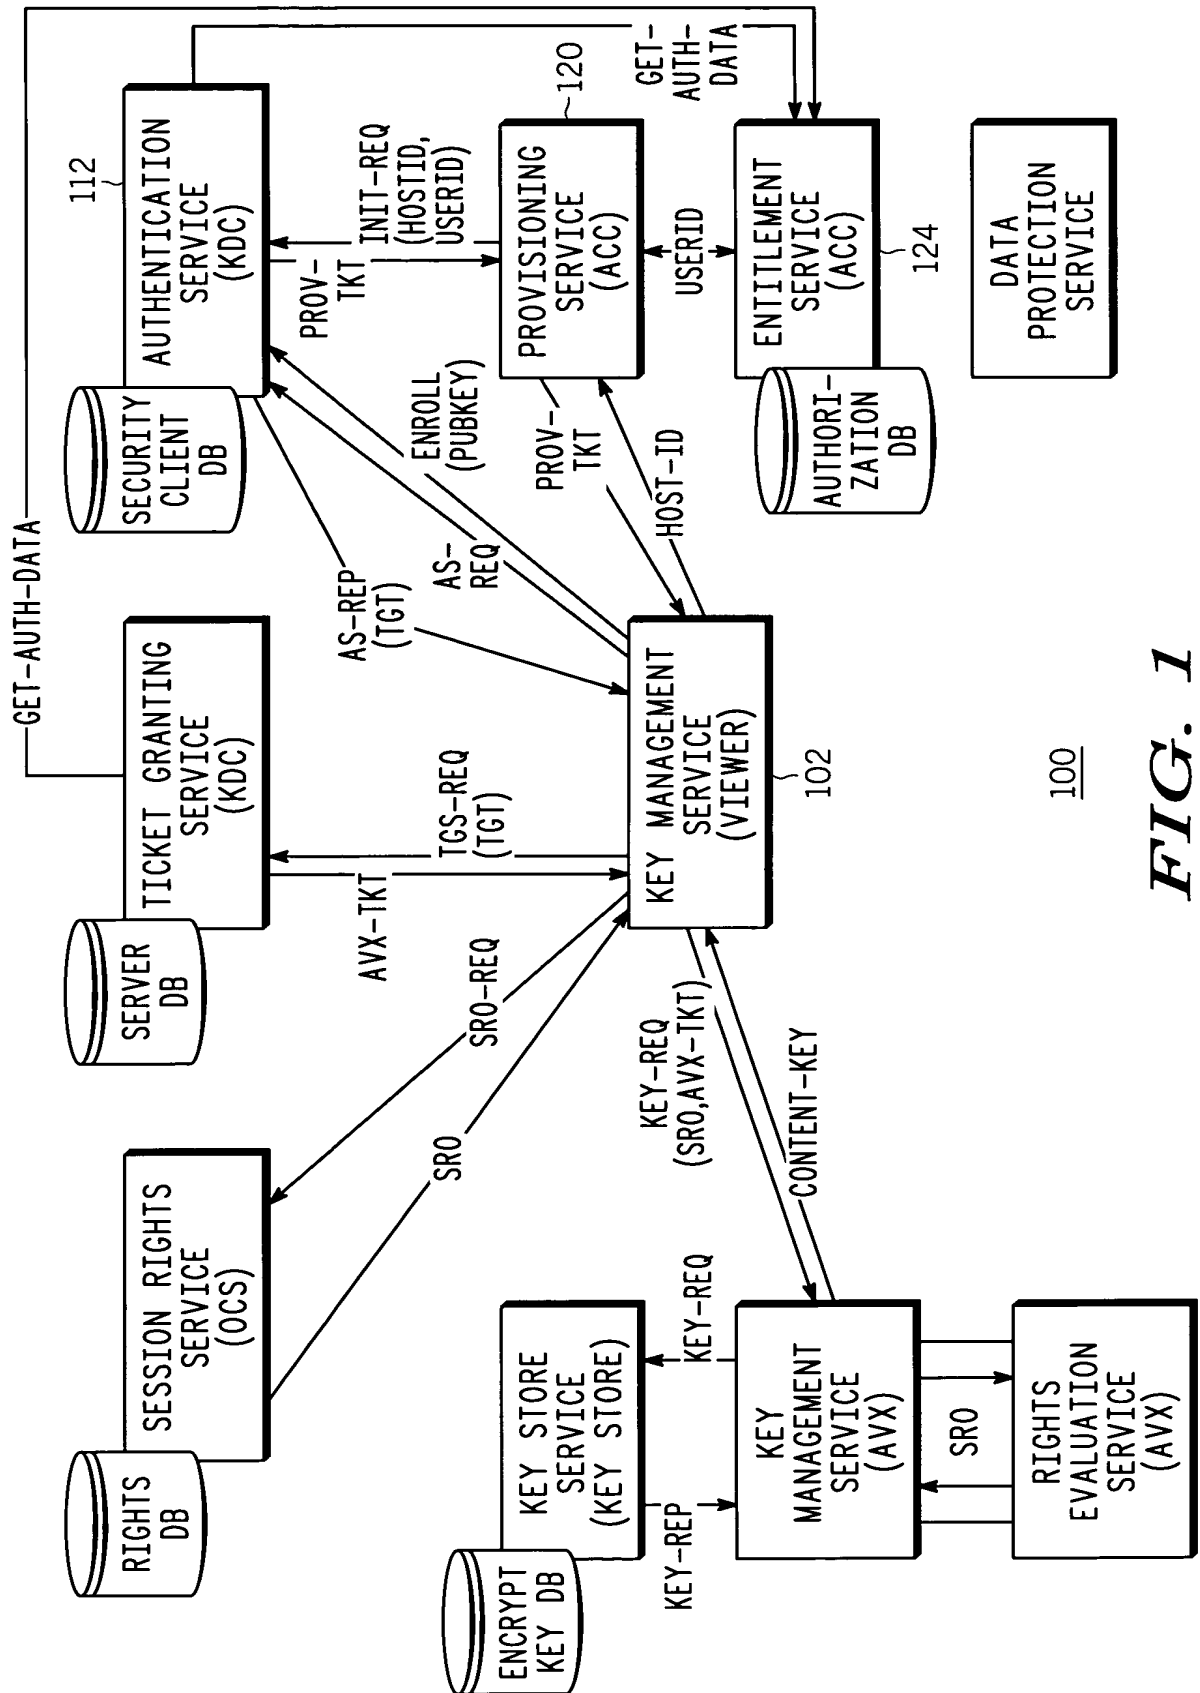 GET-AUTH-DATA
RIGHTS
DB
SESSION RIGHTS
SERVICE
(OCS)
SERVER
DB
TICKET GRANTING
SERVICE
(KDC)
SECURITY
CLIENT
DB
AUTHENTICATION
SERVICE
(KDC)
112
GET-
AUTH-
DATA
SRO
SRO-REQ
AVX-TKT
TGS-REQ
(TGT)
AS-REP
(TGT)
AS-
REQ
ENROLL
(PUBKEY)
PROV-
TKT
INIT-REQ
(HOSTID,
USERID)
ENCRYPT
KEY DB
KEY STORE
SERVICE
(KEY STORE)
PROVISIONING
SERVICE
(ACC)
120
KEY-REP
KEY-REQ
KEY-REQ
(SRO,AVX-TKT)
CONTENT-KEY
KEY MANAGEMENT
SERVICE
(VIEWER)
102
PROV-
TKT
HOST-ID
USERID
KEY
MANAGEMENT
SERVICE
(AVX)
AUTHORI-
ZATION
DB
ENTITLEMENT
SERVICE
(ACC)
124
SRO
RIGHTS
EVALUATION
SERVICE
(AVX)
DATA
PROTECTION
SERVICE
100
FIG. 1